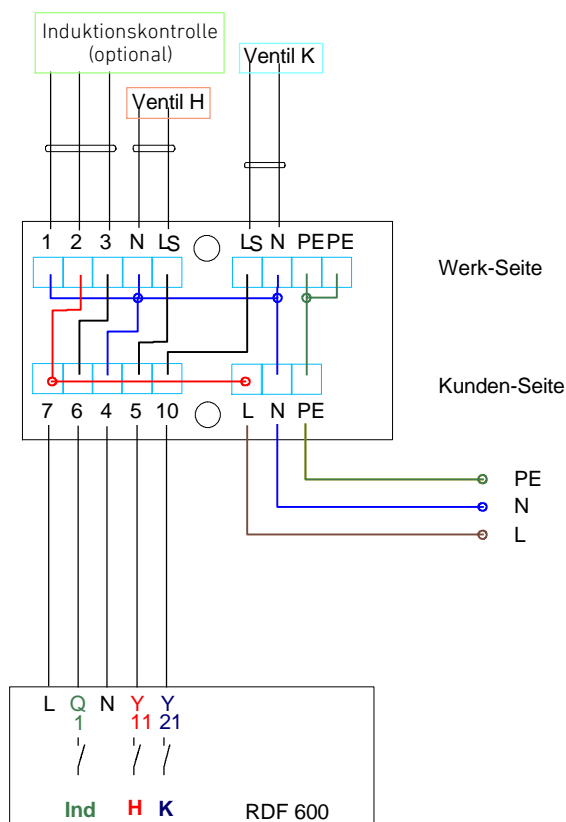 Induktionskontrolle
(optional)
Ventil K
Ventil H
1 2 3 N LS LS N PE PE
Werk-Seite
Kunden-Seite
7 6 4 5 10 L N PE
PE
N
L
L Q N Y Y
1 11 21
Ind H K RDF 600